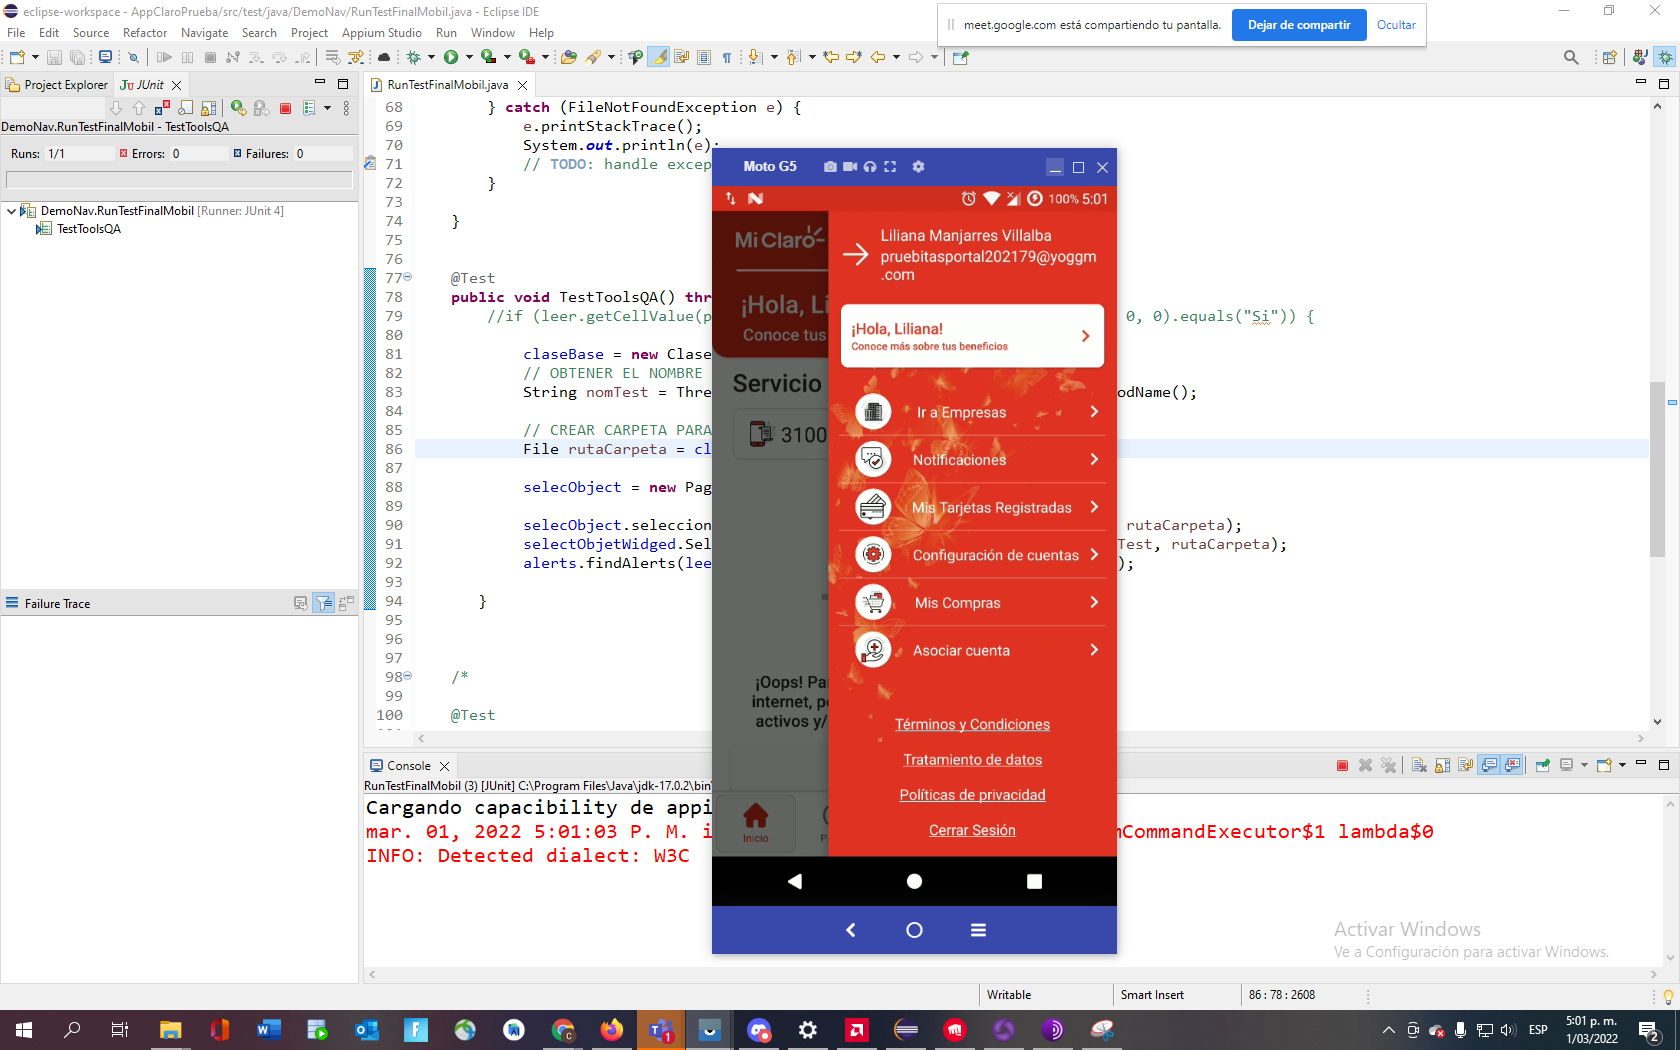 eclipse-workspace - AppClaroPrueba/src/test/java/DemoNav/RunTestFinalMobil.java - Eclipse IDE
meet.google.com está compartiendo tu pantalla.
Dejar de compartir
Ocultar
File Edit Source Refactor Navigate Search Project Appium Studio Run Window Help
Project Explorer
JUnit
DemoNav.RunTestFinalMobil - TestToolsQA
Runs: 1/1
Errors: 0
Failures: 0
DemoNav.RunTestFinalMobil [Runner: JUnit 4]
TestToolsQA
Failure Trace
RunTestFinalMobil.java
68 } catch (FileNotFoundException e) {
69 e.printStackTrace();
70 System.out.println(e);
71 // TODO: handle excep
72 }
73
74 }
75
76
77 @Test
78 public void TestToolsQA() thr
79 //if (leer.getCellValue(p 0, 0).equals("Si")) {
80
81 claseBase = new Clase
82 // OBTENER EL NOMBRE
83 String nomTest = Thre odName();
84
85 // CREAR CARPETA PARA
86 File rutaCarpeta = cl
87
88 selecObject = new Pag
89
90 selecObject.seleccion rutaCarpeta);
91 selectObjetWidged.Sel Test, rutaCarpeta);
92 alerts.findAlerts(lee );
93
94 }
95
96
97
98 /*
99
100 @Test
Moto G5
100% 5:01
Mi Claro
¡Hola, Li
Conoce tus
Servicio
3100
¡Oops! Pa
internet, p
activos y/
Inicio
Liliana Manjarres Villalba
pruebitasportal202179@yoggm
.com
¡Hola, Liliana!
Conoce más sobre tus beneficios
Ir a Empresas
Notificaciones
Mis Tarjetas Registradas
Configuración de cuentas
Mis Compras
Asociar cuenta
Términos y Condiciones
Tratamiento de datos
Políticas de privacidad
Cerrar Sesión
Console
RunTestFinalMobil (3) [JUnit] C:\Program Files\Java\jdk-17.0.2\bin\
Cargando capacibility de appi
mar. 01, 2022 5:01:03 P. M. i mCommandExecutor$1 lambda$0
INFO: Detected dialect: W3C
Activar Windows
Ve a Configuración para activar Windows.
Writable
Smart Insert
86 : 78 : 2608
ESP
5:01 p. m.
1/03/2022
2